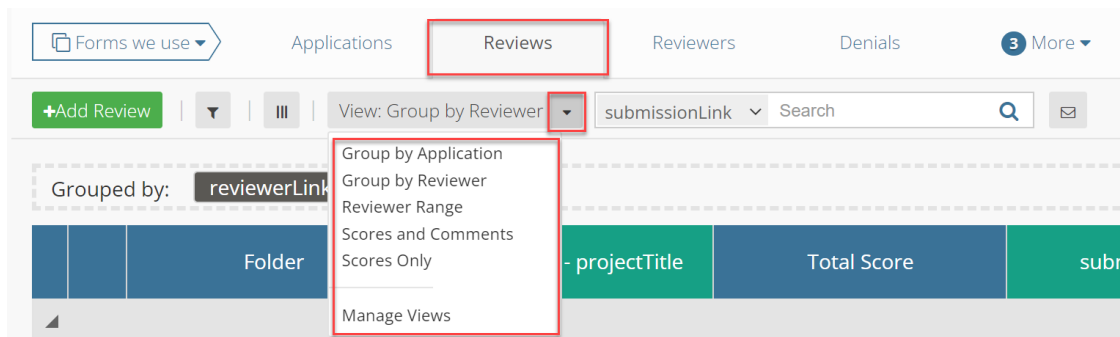 Forms we use
Applications
Reviews
Reviewers
Denials
3 More
+Add Review
View: Group by Reviewer
submissionLink
Search
Group by Application
Group by Reviewer
Reviewer Range
Scores and Comments
Scores Only
Manage Views
Grouped by:
reviewerLink
Folder
- projectTitle
Total Score
subm